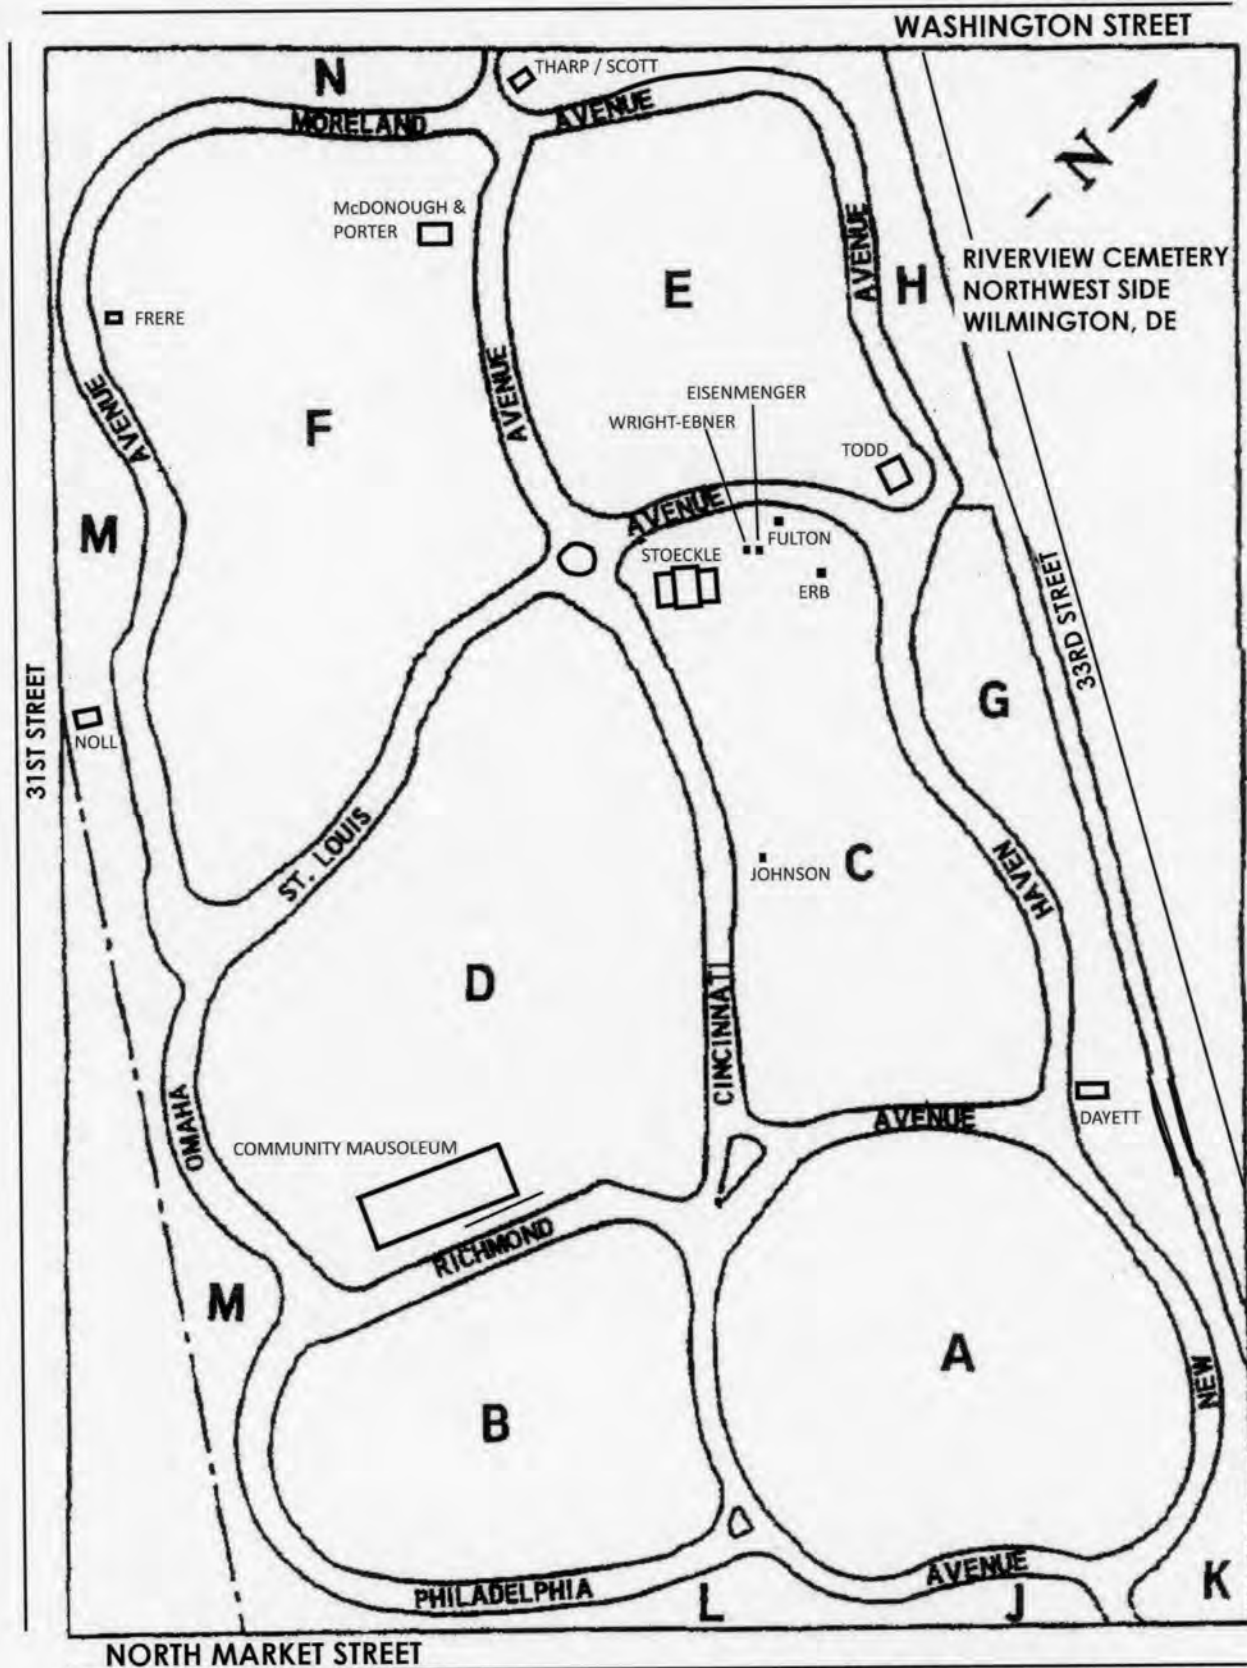 WASHINGTON STREET
N
THARP / SCOTT
MORELAND
AVENUE
N
McDONOUGH &
PORTER
AVENUE
E
H
RIVERVIEW CEMETERY
NORTHWEST SIDE
WILMINGTON, DE
FRERE
AVENUE
AVENUE
F
AVENUE
EISENMENGER
WRIGHT-EBNER
TODD
M
AVENUE
FULTON
STOECKLE
ERB
33RD STREET
31ST STREET
NOLL
G
ST. LOUIS
JOHNSON
C
HAVEN
D
CINCINNATI
OMAHA
AVENUE
DAYETT
COMMUNITY MAUSOLEUM
RICHMOND
M
A
NEW
B
PHILADELPHIA
AVENUE
L
J
K
NORTH MARKET STREET